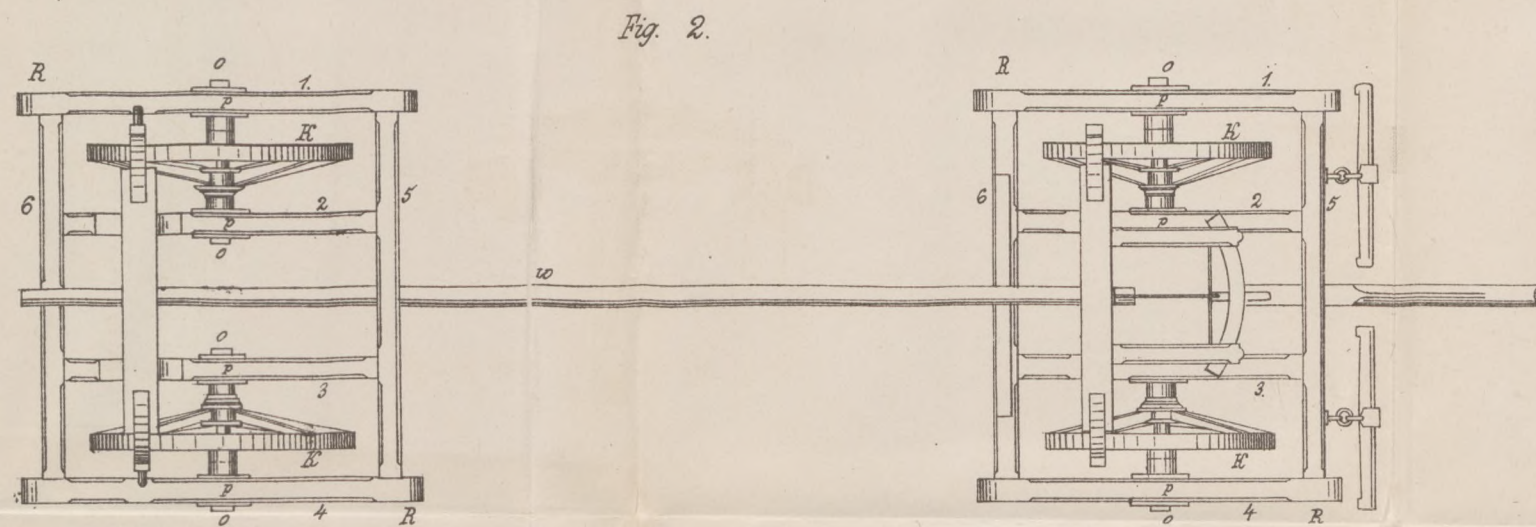 Fig. 2.
R o 1. R o 1.
p p
K K
6 5 6 2 5
2
p p
o
w
o
p p
3 3.
K K
p p
o 4 R o 4 R